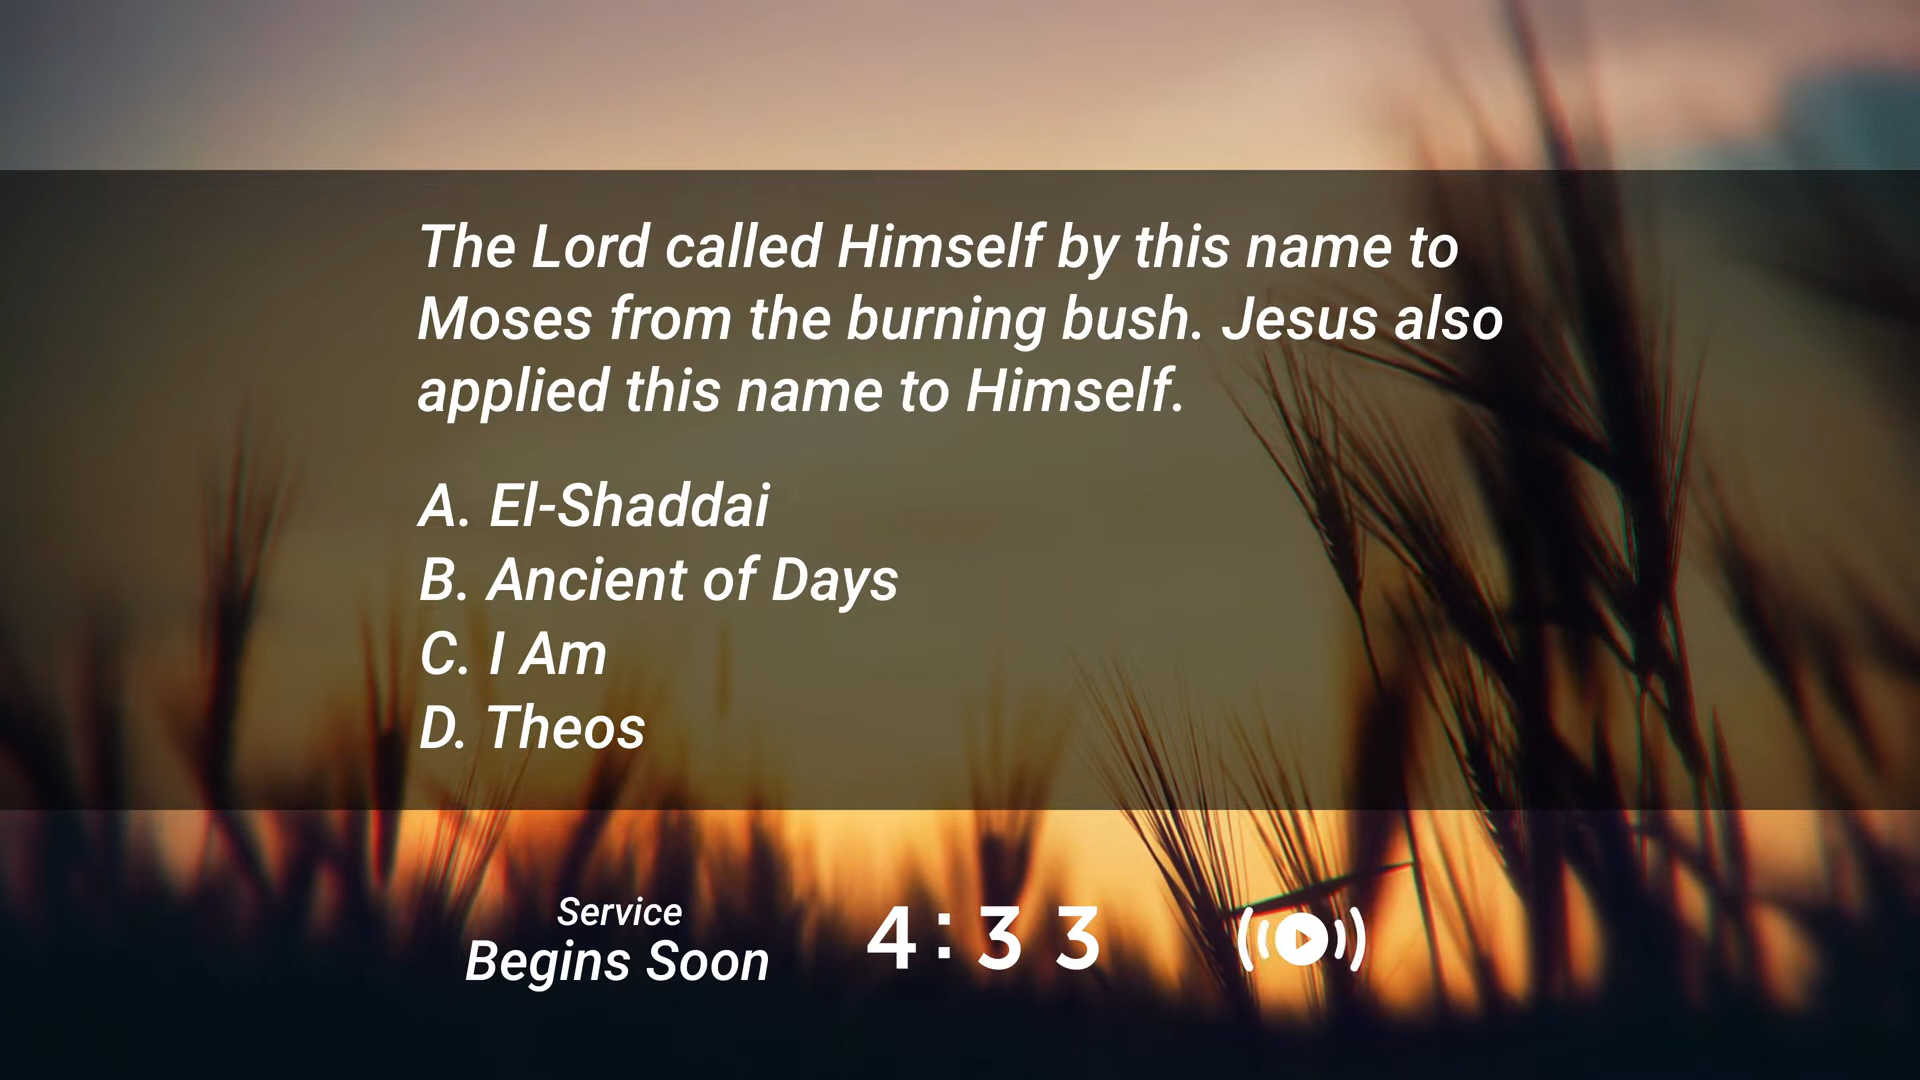 The Lord called Himself by this name to
Moses from the burning bush. Jesus also
applied this name to Himself.
A. El-Shaddai
B. Ancient of Days
C. I Am
D. Theos
Service
Begins Soon
4:33